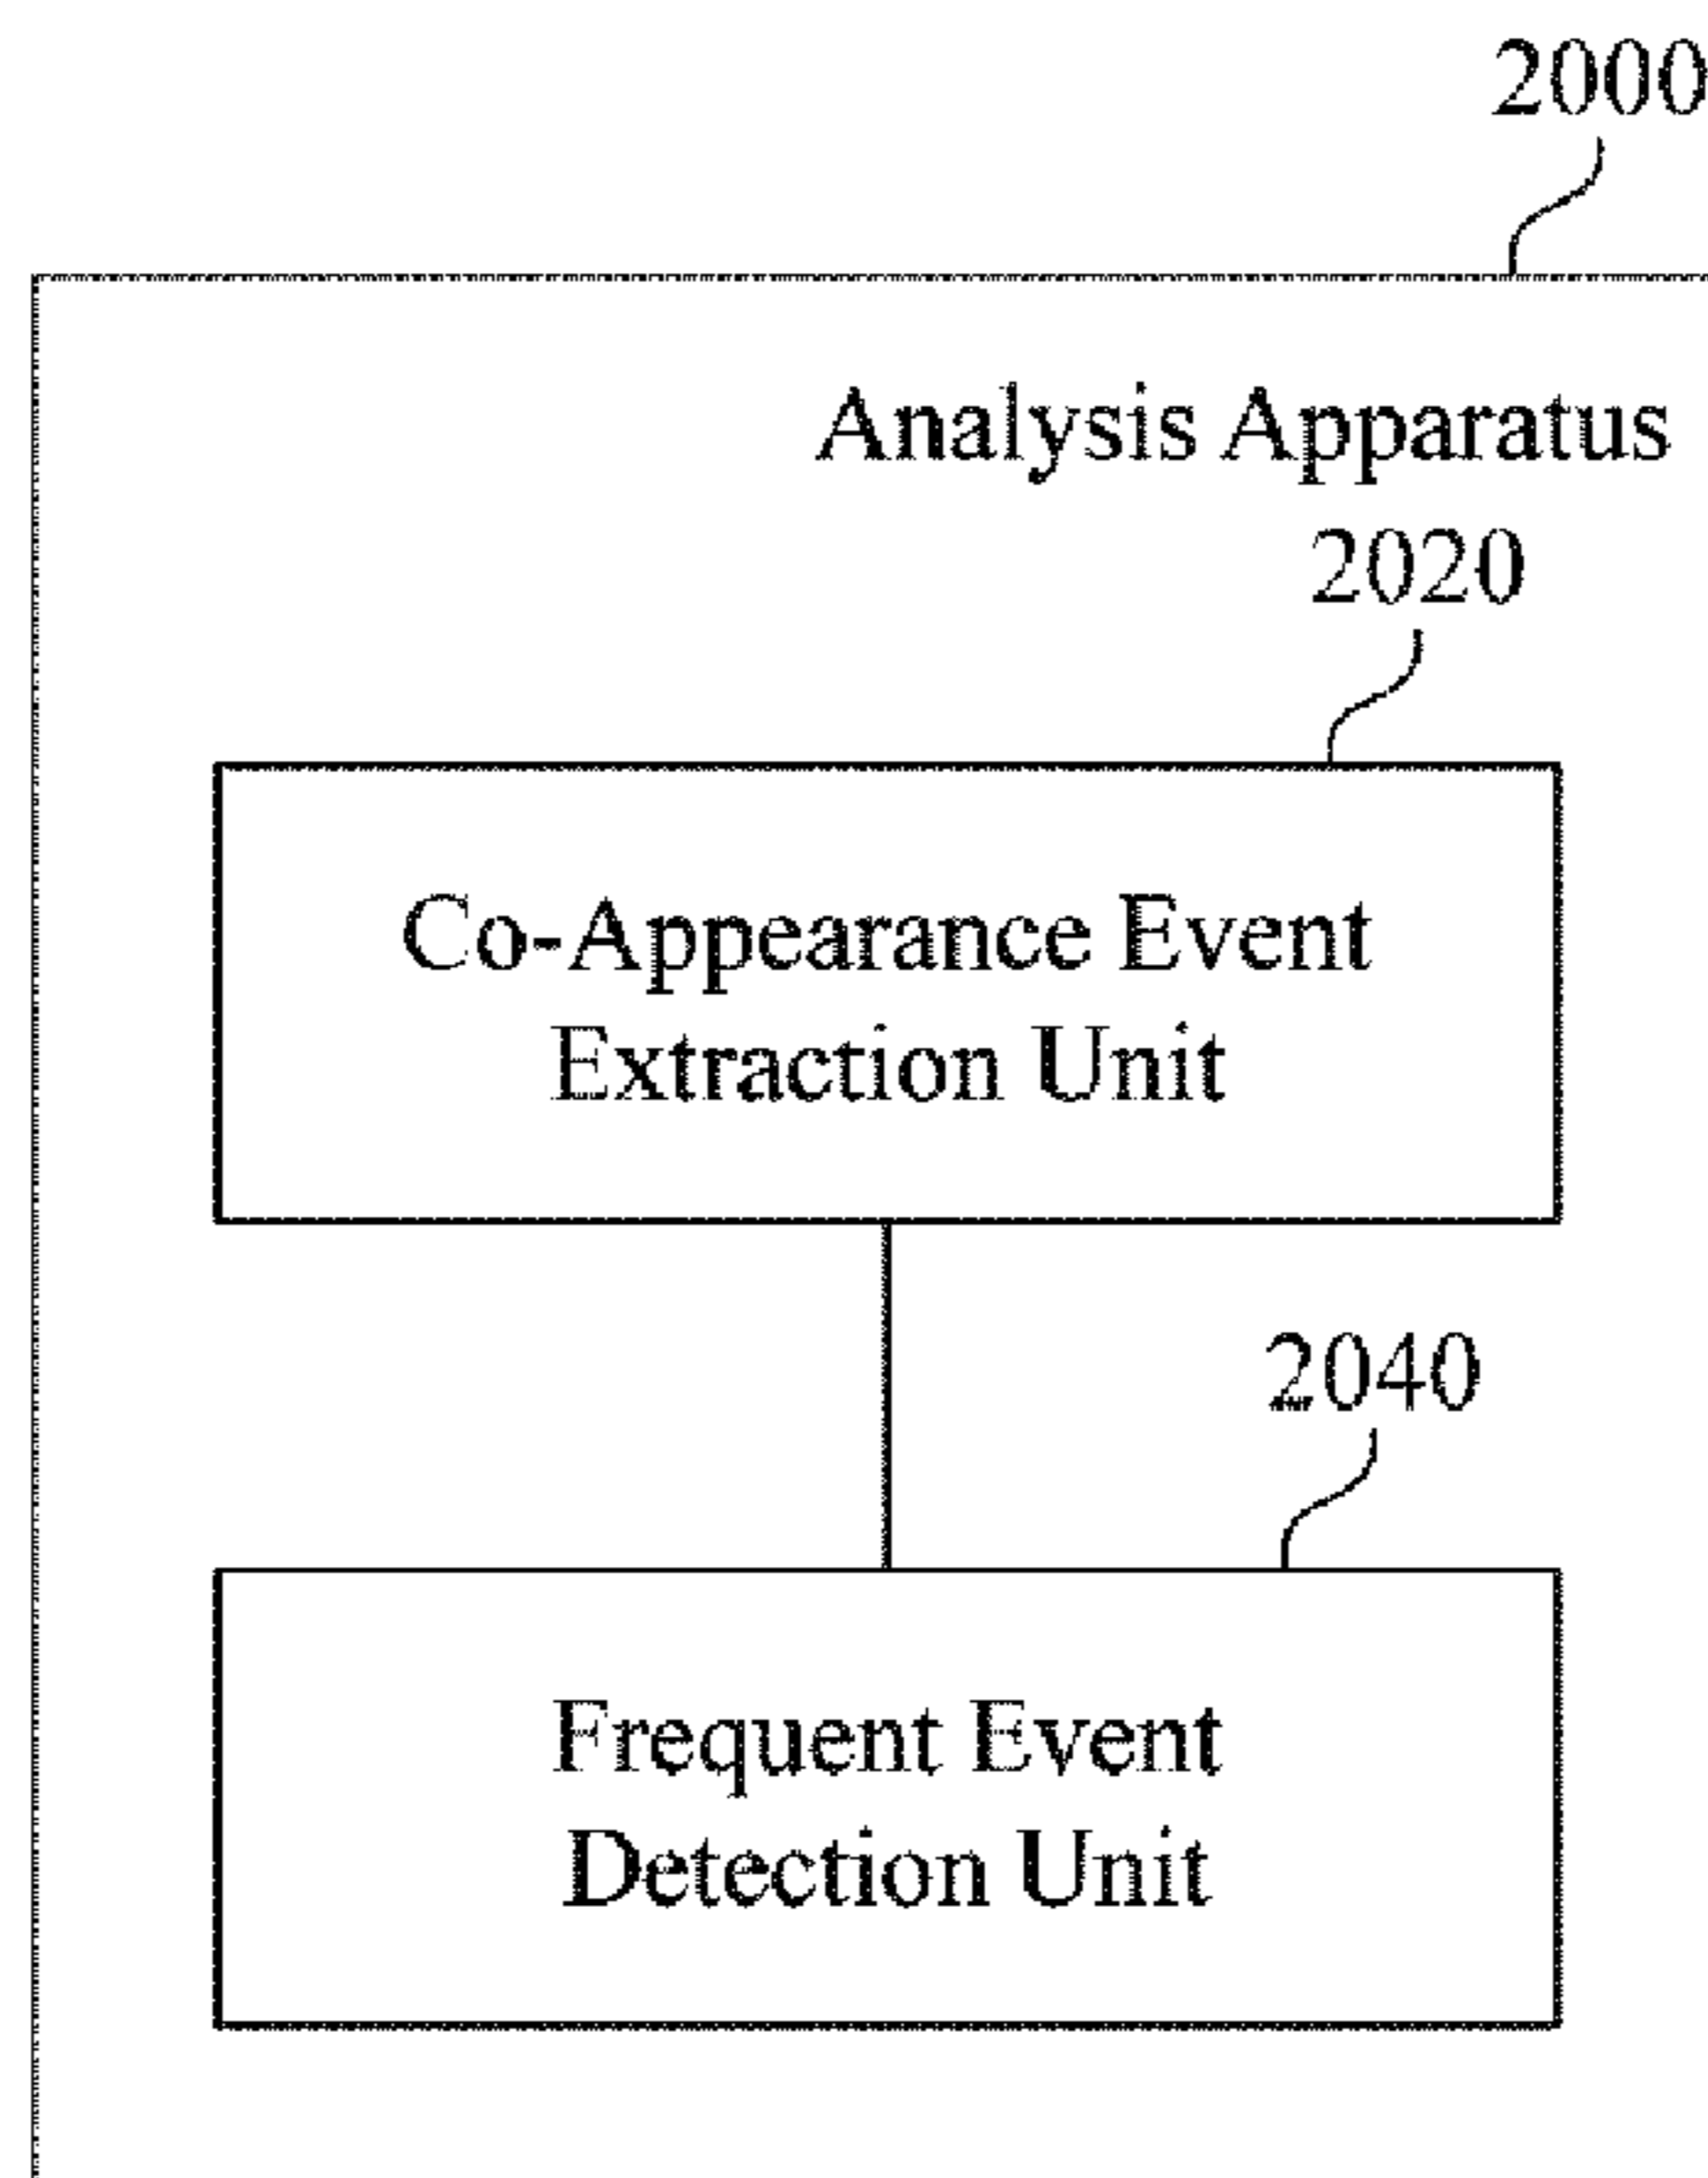 2000
Analysis Apparatus
2020
Co-Appearance Event
Extraction Unit
2040
Frequent Event
Detection Unit